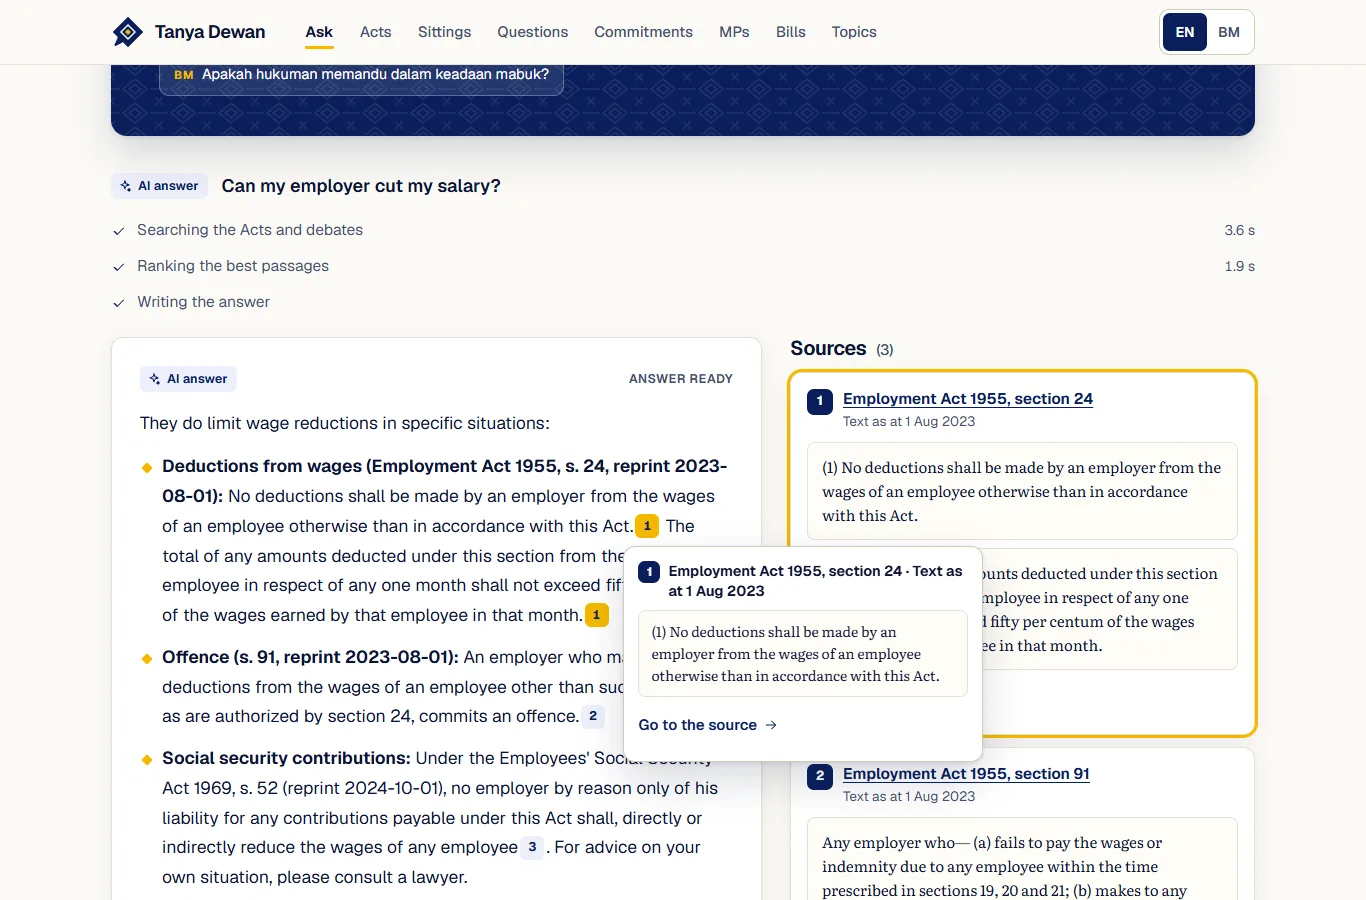 Tanya Dewan
Ask
Acts
Sittings
Questions
Commitments
MPs
Bills
Topics
EN
BM
BM Apakah hukuman memandu dalam keadaan mabuk?
AI answer
Can my employer cut my salary?
Searching the Acts and debates
3.6 s
Ranking the best passages
1.9 s
Writing the answer
AI answer
ANSWER READY
They do limit wage reductions in specific situations:
Deductions from wages (Employment Act 1955, s. 24, reprint 2023-
08-01): No deductions shall be made by an employer from the wages
of an employee otherwise than in accordance with this Act. 1 The
total of any amounts deducted under this section from the
employee in respect of any one month shall not exceed
of the wages earned by that employee in that month. 1
Offence (s. 91, reprint 2023-08-01): An employer who
deductions from the wages of an employee other than
as are authorized by section 24, commits an offence. 2
Social security contributions: Under the Employees' Social Security
Act 1969, s. 52 (reprint 2024-10-01), no employer by reason only of his
liability for any contributions payable under this Act shall, directly or
indirectly reduce the wages of any employee 3 . For advice on your
own situation, please consult a lawyer.
Sources (3)
1 Employment Act 1955, section 24
Text as at 1 Aug 2023
(1) No deductions shall be made by an employer from the
wages of an employee otherwise than in accordance
with this Act.
deducted under this section
in respect of any one
fifty per centum of the wages
in that month.
1 Employment Act 1955, section 24 · Text as
at 1 Aug 2023
(1) No deductions shall be made by an
employer from the wages of an employee
otherwise than in accordance with this Act.
Go to the source →
2 Employment Act 1955, section 91
Text as at 1 Aug 2023
Any employer who— (a) fails to pay the wages or
indemnity due to any employee within the time
prescribed in sections 19, 20 and 21; (b) makes to any